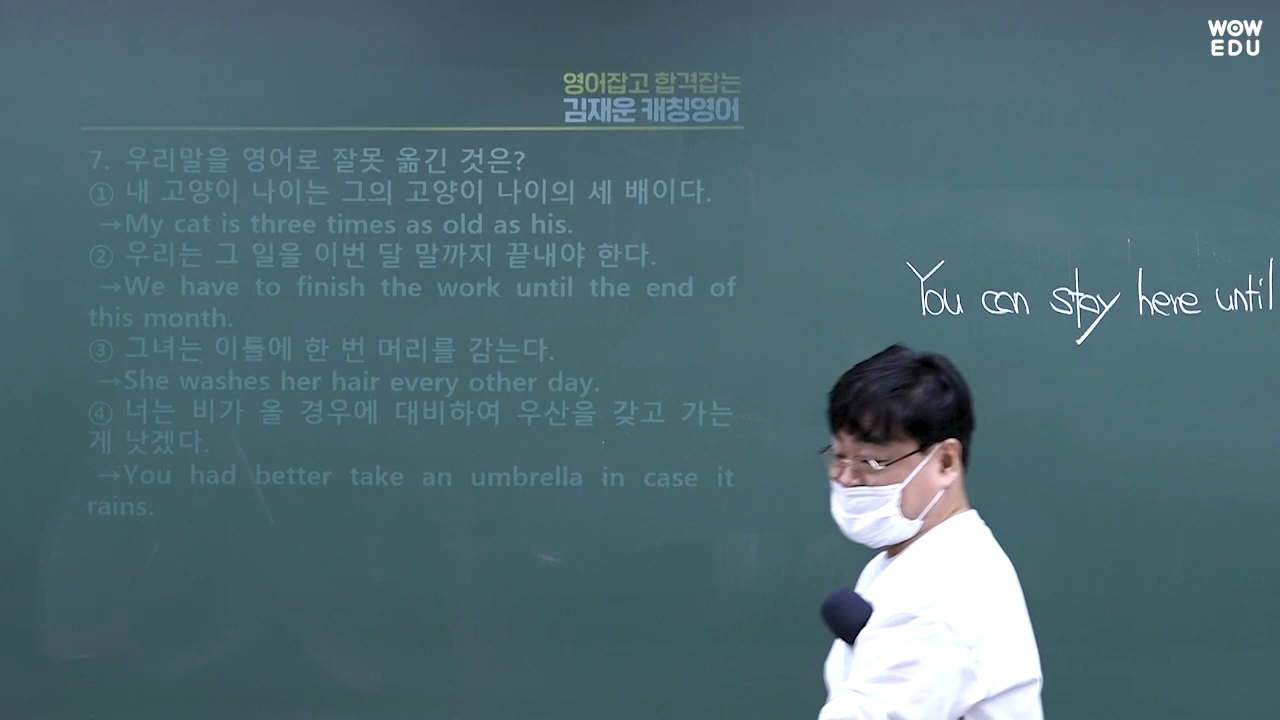 WOW
EDU
영어잡고 합격잡는
김재운 캐칭영어
7. 우리말을 영어로 잘못 옮긴 것은?
① 내 고양이 나이는 그의 고양이 나이의 세 배이다.
→My cat is three times as old as his.
② 우리는 그 일을 이번 달 말까지 끝내야 한다.
→We have to finish the work until the end of
this month.
③ 그녀는 이틀에 한 번 머리를 감는다.
→She washes her hair every other day.
④ 너는 비가 올 경우에 대비하여 우산을 갖고 가는
게 낫겠다.
→You had better take an umbrella in case it
rains.
You can stay here until